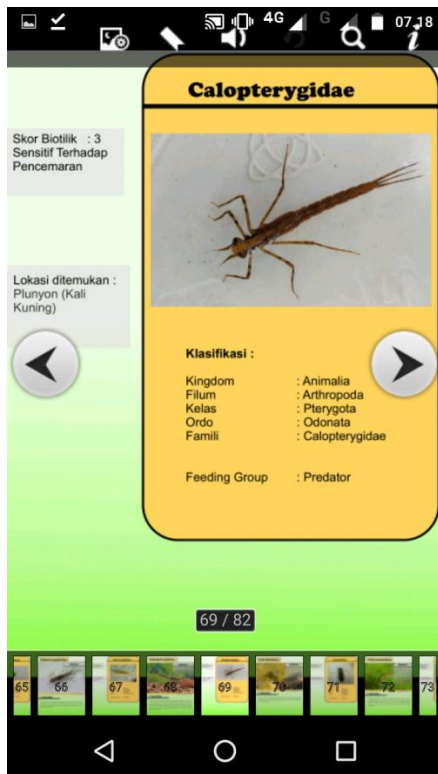 4G G 07.18
Calopterygidae
Skor Biotilik : 3
Sensitif Terhadap
Pencemaran
Lokasi ditemukan :
Plunyon (Kali
Kuning)
Klasifikasi :
Kingdom : Animalia
Filum : Arthropoda
Kelas : Pterygota
Ordo : Odonata
Famili : Calopterygidae
Feeding Group : Predator
69 / 82
65 66 67 68 69 70 71 72 73